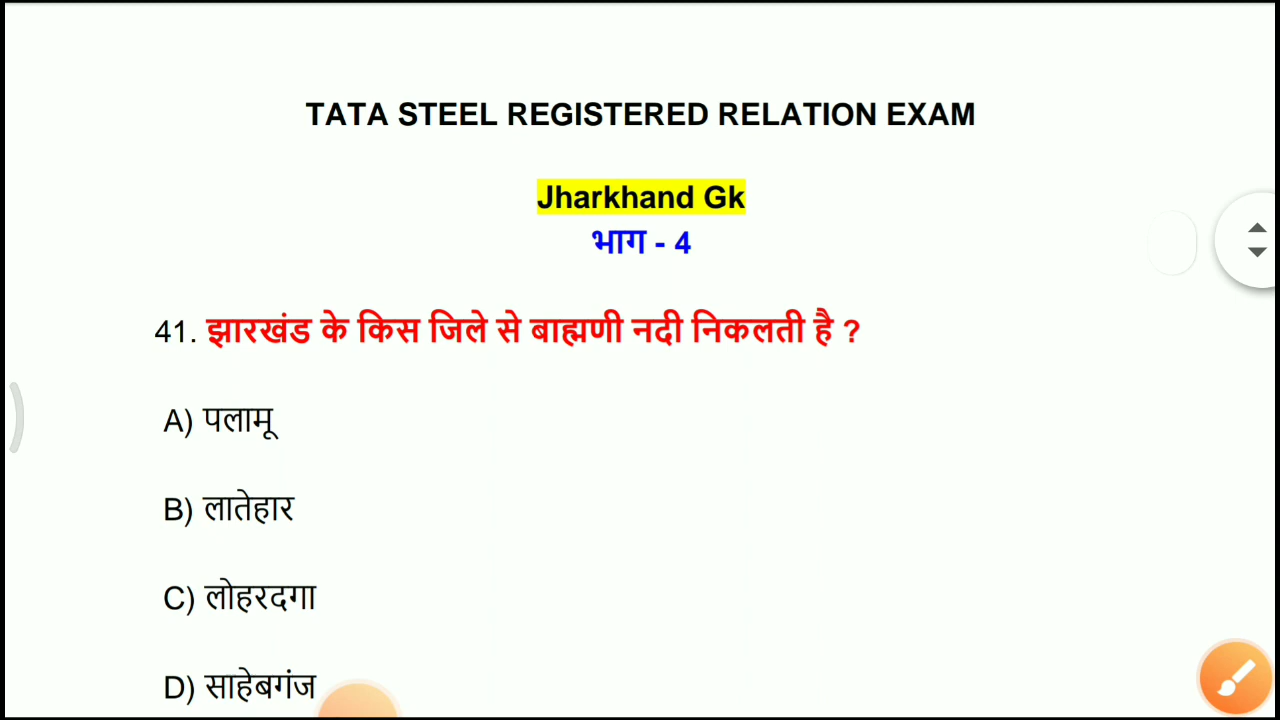 TATA STEEL REGISTERED RELATION EXAM
Jharkhand Gk
भाग - 4
41. झारखंड के किस जिले से बाह्मणी नदी निकलती है ?
A) पलामू
B) लातेहार
C) लोहरदगा
D) साहेबगंज